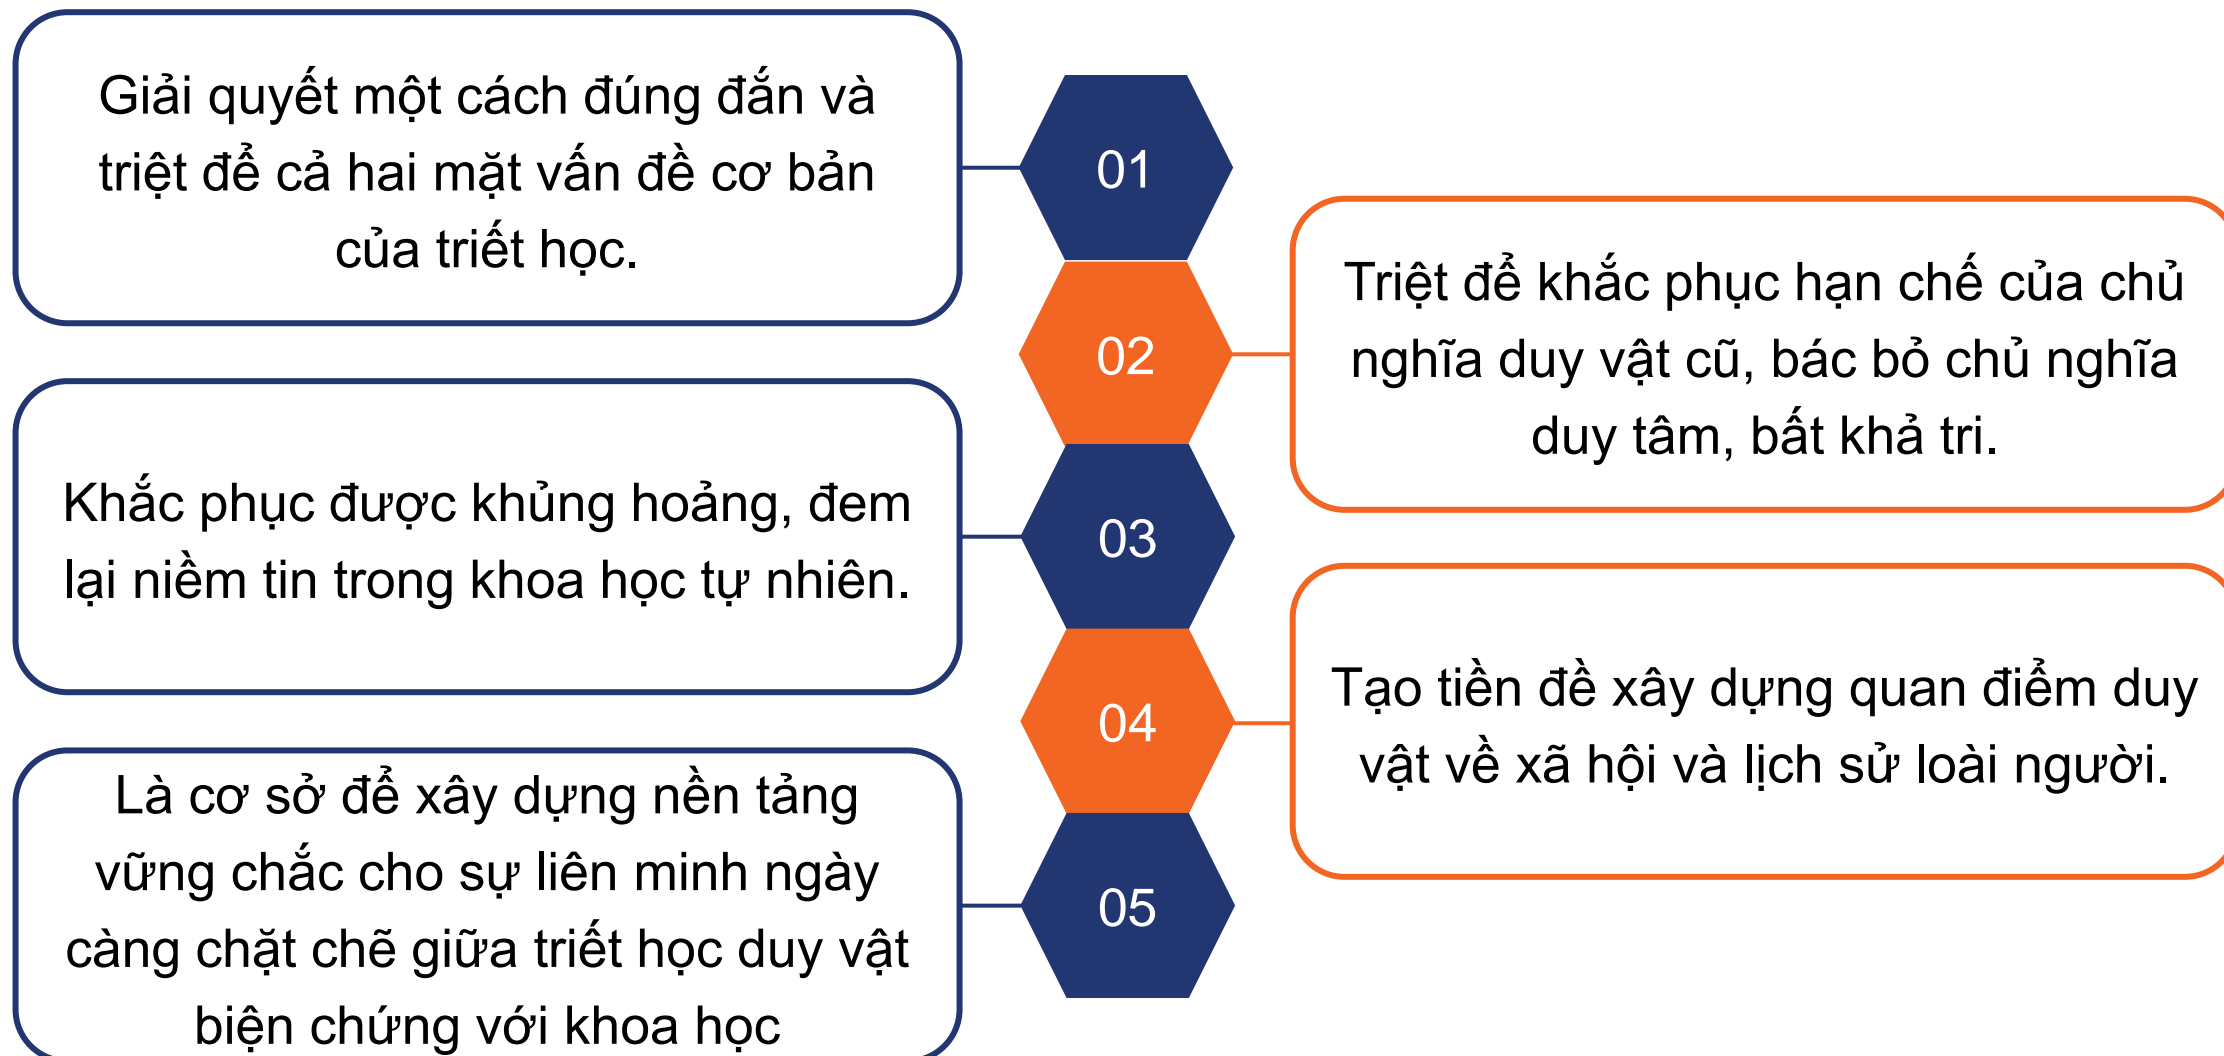 Giải quyết một cách đúng đắn và
triệt để cả hai mặt vấn đề cơ bản
của triết học.
01
Triệt để khắc phục hạn chế của chủ
nghĩa duy vật cũ, bác bỏ chủ nghĩa
duy tâm, bất khả tri.
02
Khắc phục được khủng hoảng, đem
lại niềm tin trong khoa học tự nhiên.
03
Tạo tiền đề xây dựng quan điểm duy
vật về xã hội và lịch sử loài người.
04
Là cơ sở để xây dựng nền tảng
vững chắc cho sự liên minh ngày
càng chặt chẽ giữa triết học duy vật
biện chứng với khoa học
05